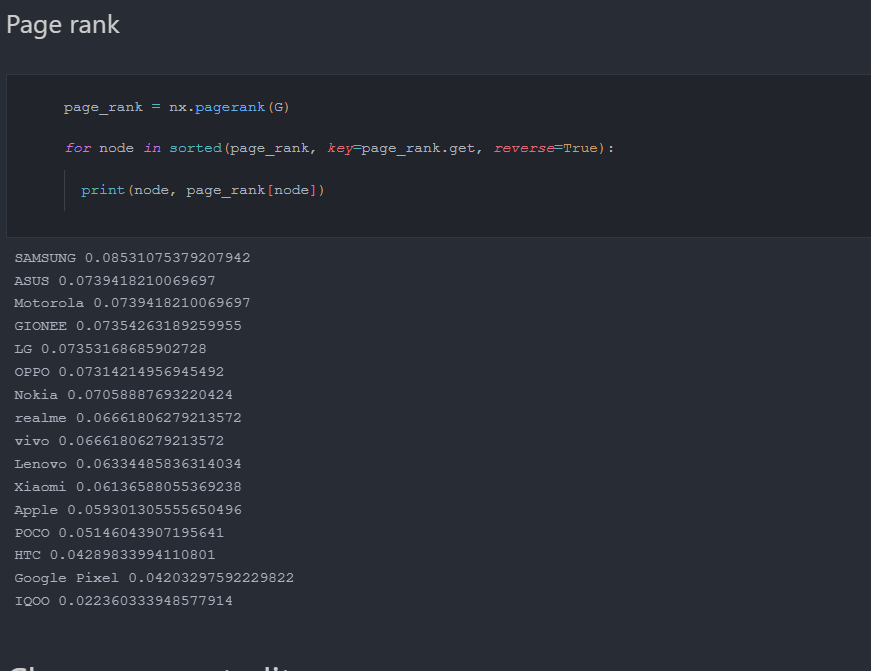 Page rank
page_rank = nx.pagerank(G)
for node in sorted(page_rank, key=page_rank.get, reverse=True):
print(node, page_rank[node])
SAMSUNG 0.08531075379207942
ASUS 0.0739418210069697
Motorola 0.0739418210069697
GIONEE 0.07354263189259955
LG 0.07353168685902728
OPPO 0.07314214956945492
Nokia 0.07058887693220424
realme 0.06661806279213572
vivo 0.06661806279213572
Lenovo 0.06334485836314034
Xiaomi 0.06136588055369238
Apple 0.059301305555650496
POCO 0.05146043907195641
HTC 0.04289833994110801
Google Pixel 0.04203297592229822
IQOO 0.022360333948577914